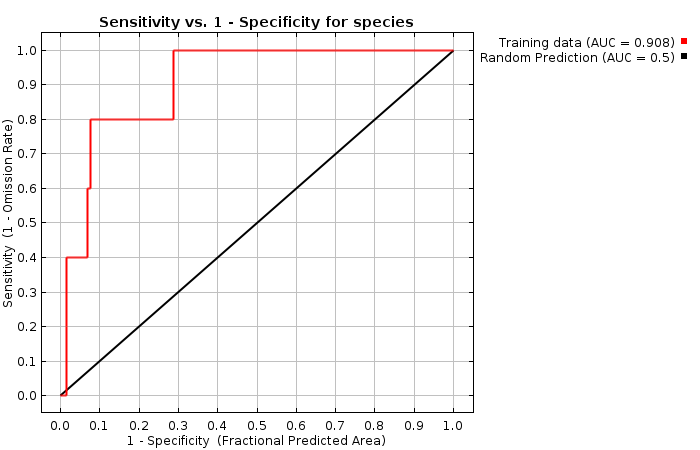 Sensitivity vs. 1 - Specificity for species
Training data (AUC = 0.908)
Random Prediction (AUC = 0.5)
Sensitivity (1 - Omission Rate)
1.0
0.9
0.8
0.7
0.6
0.5
0.4
0.3
0.2
0.1
0.0
0.0 0.1 0.2 0.3 0.4 0.5 0.6 0.7 0.8 0.9 1.0
1 - Specificity (Fractional Predicted Area)